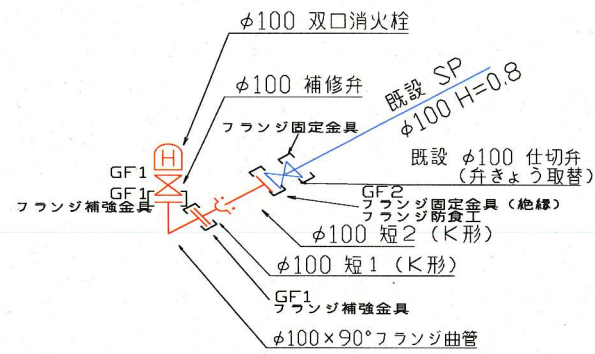 φ100 双口消火栓
φ100 補修弁
既設 SP
φ100 H=0.8
フランジ固定金具
H
GF1
GF1
フランジ補強金具
既設 φ100 仕切弁
(弁きょう取替)
GF2
フランジ固定金具(絶縁)
フランジ防食工
φ100 短2(K形)
φ100 短1(K形)
GF1
フランジ補強金具
φ100×90°フランジ曲管